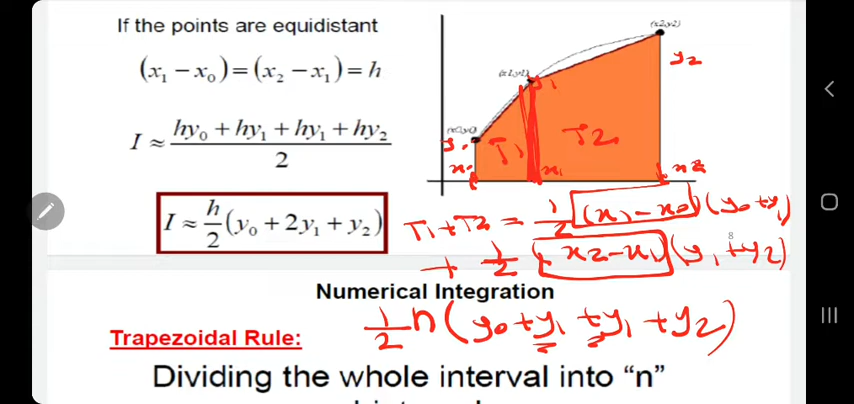 If the points are equidistant
(x₁ − x₀) = (x₂ − x₁) = h
I ≈ (hy₀ + hy₁ + hy₁ + hy₂) / 2
I ≈ h/2 (y₀ + 2y₁ + y₂)
(x2,y2)
y₂
(x1,y1)
y₁
(x0,y0)
y₀
T1
T2
x₀
x₁
x2
T1+T2 = 1/2 (x₁−x₀)(y₀+y₁)
8
+ 1/2 (x2−x₁)(y₁+y2)
Numerical Integration
1/2 h (y₀+y₁+y₁+y2)
Trapezoidal Rule:
Dividing the whole interval into “n”